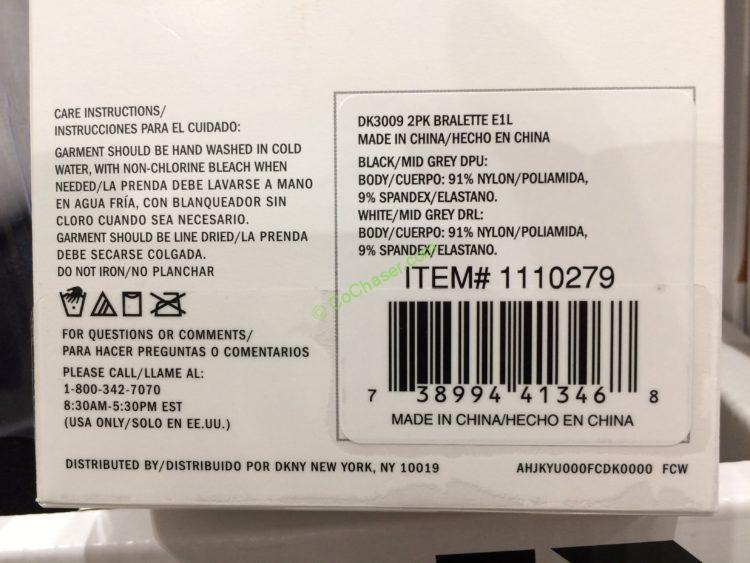 CARE INSTRUCTIONS/
INSTRUCCIONES PARA EL CUIDADO:
GARMENT SHOULD BE HAND WASHED IN COLD
WATER, WITH NON-CHLORINE BLEACH WHEN
NEEDED/LA PRENDA DEBE LAVARSE A MANO
EN AGUA FRÍA, CON BLANQUEADOR SIN
CLORO CUANDO SEA NECESARIO.
GARMENT SHOULD BE LINE DRIED/LA PRENDA
DEBE SECARSE COLGADA.
DO NOT IRON/NO PLANCHAR
FOR QUESTIONS OR COMMENTS/
PARA HACER PREGUNTAS O COMENTARIOS
PLEASE CALL/LLAME AL:
1-800-342-7070
8:30AM-5:30PM EST
(USA ONLY/SOLO EN EE.UU.)
DK3009 2PK BRALETTE E1L
MADE IN CHINA/HECHO EN CHINA
BLACK/MID GREY DPU:
BODY/CUERPO: 91% NYLON/POLIAMIDA,
9% SPANDEX/ELASTANO.
WHITE/MID GREY DRL:
BODY/CUERPO: 91% NYLON/POLIAMIDA,
9% SPANDEX/ELASTANO.
ITEM# 1110279
7 38994 41346 8
MADE IN CHINA/HECHO EN CHINA
DISTRIBUTED BY/DISTRIBUIDO POR DKNY NEW YORK, NY 10019
AHJKYU000FCDK0000 FCW
© CoChaser.com